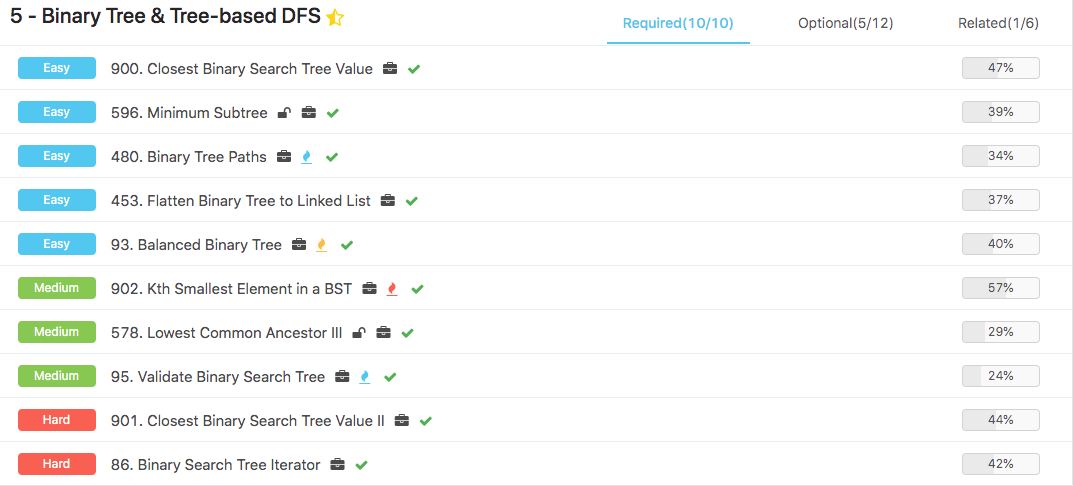 5 - Binary Tree & Tree-based DFS Required(10/10) Optional(5/12) Related(1/6)
Easy 900. Closest Binary Search Tree Value 47%
Easy 596. Minimum Subtree 39%
Easy 480. Binary Tree Paths 34%
Easy 453. Flatten Binary Tree to Linked List 37%
Easy 93. Balanced Binary Tree 40%
Medium 902. Kth Smallest Element in a BST 57%
Medium 578. Lowest Common Ancestor III 29%
Medium 95. Validate Binary Search Tree 24%
Hard 901. Closest Binary Search Tree Value II 44%
Hard 86. Binary Search Tree Iterator 42%